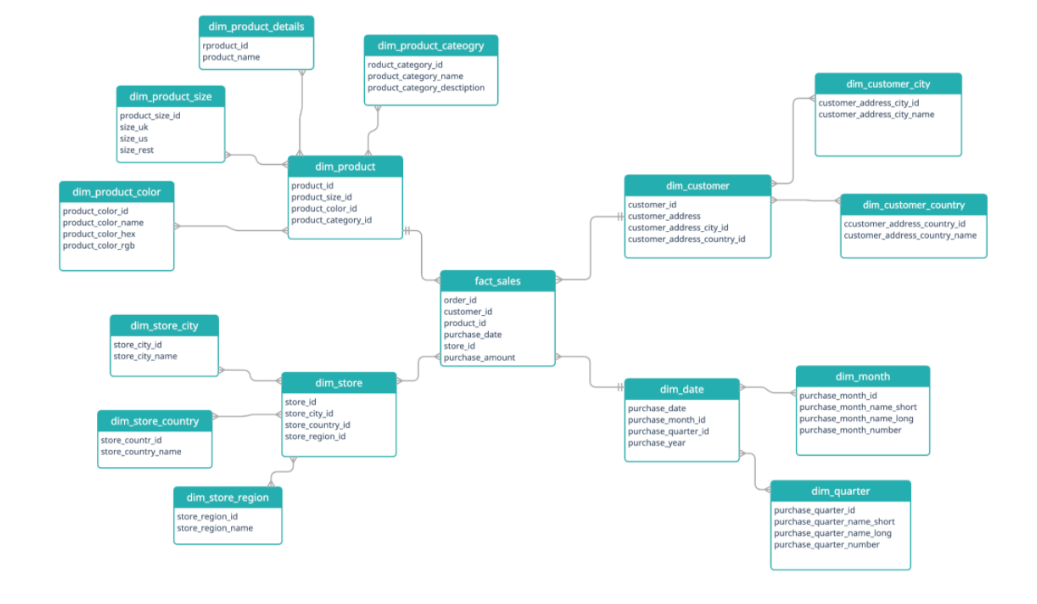 dim_product_details
rproduct_id
product_name
dim_product_cateogry
roduct_category_id
product_category_name
product_category_desctiption
dim_product_size
product_size_id
size_uk
size_us
size_rest
dim_product_color
product_color_id
product_color_name
product_color_hex
product_color_rgb
dim_product
product_id
product_size_id
product_color_id
product_category_id
dim_customer_city
customer_address_city_id
customer_address_city_name
dim_customer
customer_id
customer_address
customer_address_city_id
customer_address_country_id
dim_customer_country
ccustomer_address_country_id
customer_address_country_name
fact_sales
order_id
customer_id
product_id
purchase_date
store_id
purchase_amount
dim_store_city
store_city_id
store_city_name
dim_store
store_id
store_city_id
store_country_id
store_region_id
dim_store_country
store_countr_id
store_country_name
dim_store_region
store_region_id
store_region_name
dim_date
purchase_date
purchase_month_id
purchase_quarter_id
purchase_year
dim_month
purchase_month_id
purchase_month_name_short
purchase_month_name_long
purchase_month_number
dim_quarter
purchase_quarter_id
purchase_quarter_name_short
purchase_quarter_name_long
purchase_quarter_number